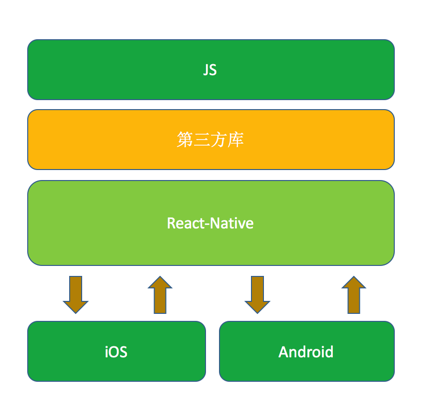 JS
第三方库
React-Native
iOS
Android